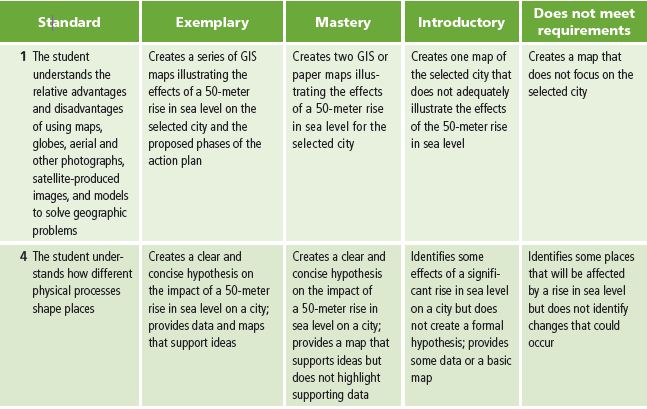 Standard
Exemplary
Mastery
Introductory
Does not meet
requirements
1 The student
understands the
relative advantages
and disadvantages
of using maps,
globes, aerial and
other photographs,
satellite-produced
images, and models
to solve geographic
problems
Creates a series of GIS
maps illustrating the
effects of a 50-meter
rise in sea level on the
selected city and the
proposed phases of the
action plan
Creates two GIS or
paper maps illus-
trating the effects
of a 50-meter rise
in sea level for the
selected city
Creates one map of
the selected city that
does not adequately
illustrate the effects
of the 50-meter rise
in sea level
Creates a map that
does not focus on the
selected city
4 The student under-
stands how different
physical processes
shape places
Creates a clear and
concise hypothesis on
the impact of a 50-meter
rise in sea level on a city;
provides data and maps
that support ideas
Creates a clear and
concise hypothesis
on the impact of
a 50-meter rise in
sea level on a city;
provides a map that
supports ideas but
does not highlight
supporting data
Identifies some
effects of a signifi-
cant rise in sea level
on a city but does
not create a formal
hypothesis; provides
some data or a basic
map
Identifies some places
that will be affected
by a rise in sea level
but does not identify
changes that could
occur